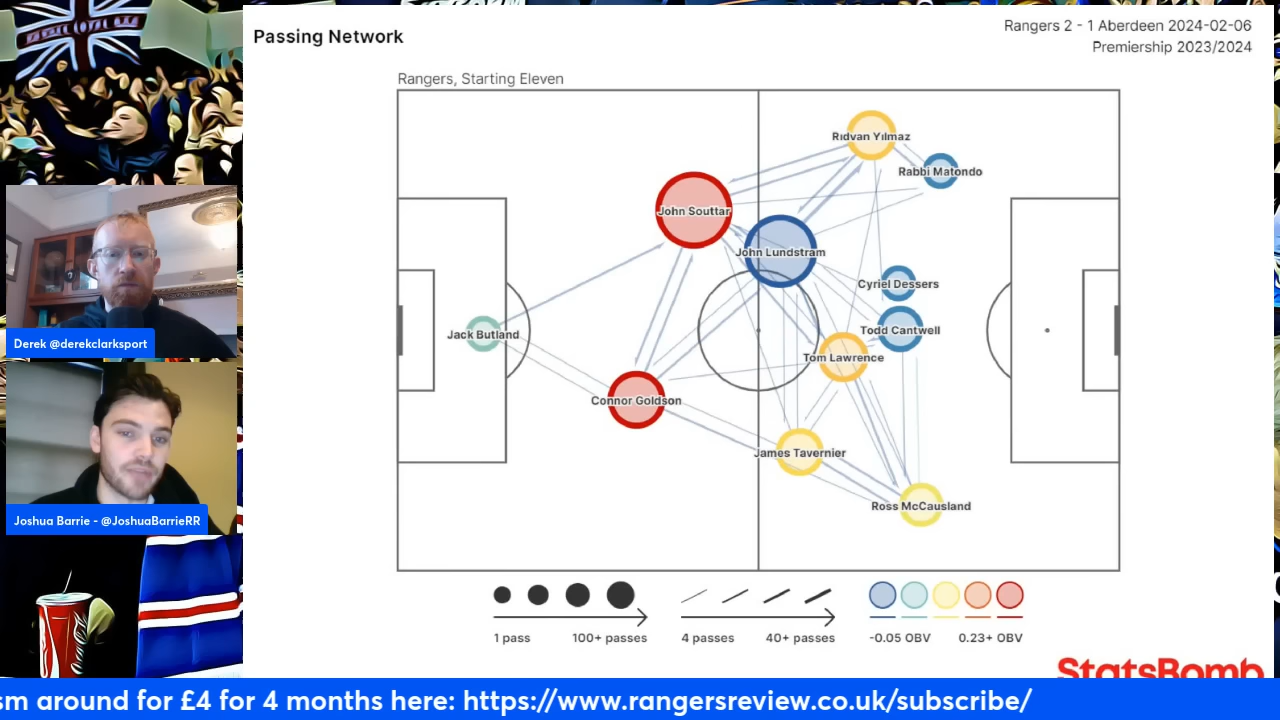 Passing Network
Rangers 2 - 1 Aberdeen 2024-02-06
Premiership 2023/2024
Rangers, Starting Eleven
Rıdvan Yılmaz
Rabbi Matondo
John Souttar
John Lundstram
Cyriel Dessers
Todd Cantwell
Jack Butland
Tom Lawrence
Connor Goldson
James Tavernier
Ross McCausland
Derek @derekclarksport
Joshua Barrie - @JoshuaBarrieRR
1 pass 100+ passes 4 passes 40+ passes -0.05 OBV 0.23+ OBV
StatsBomb
sm around for £4 for 4 months here: https://www.rangersreview.co.uk/subscribe/